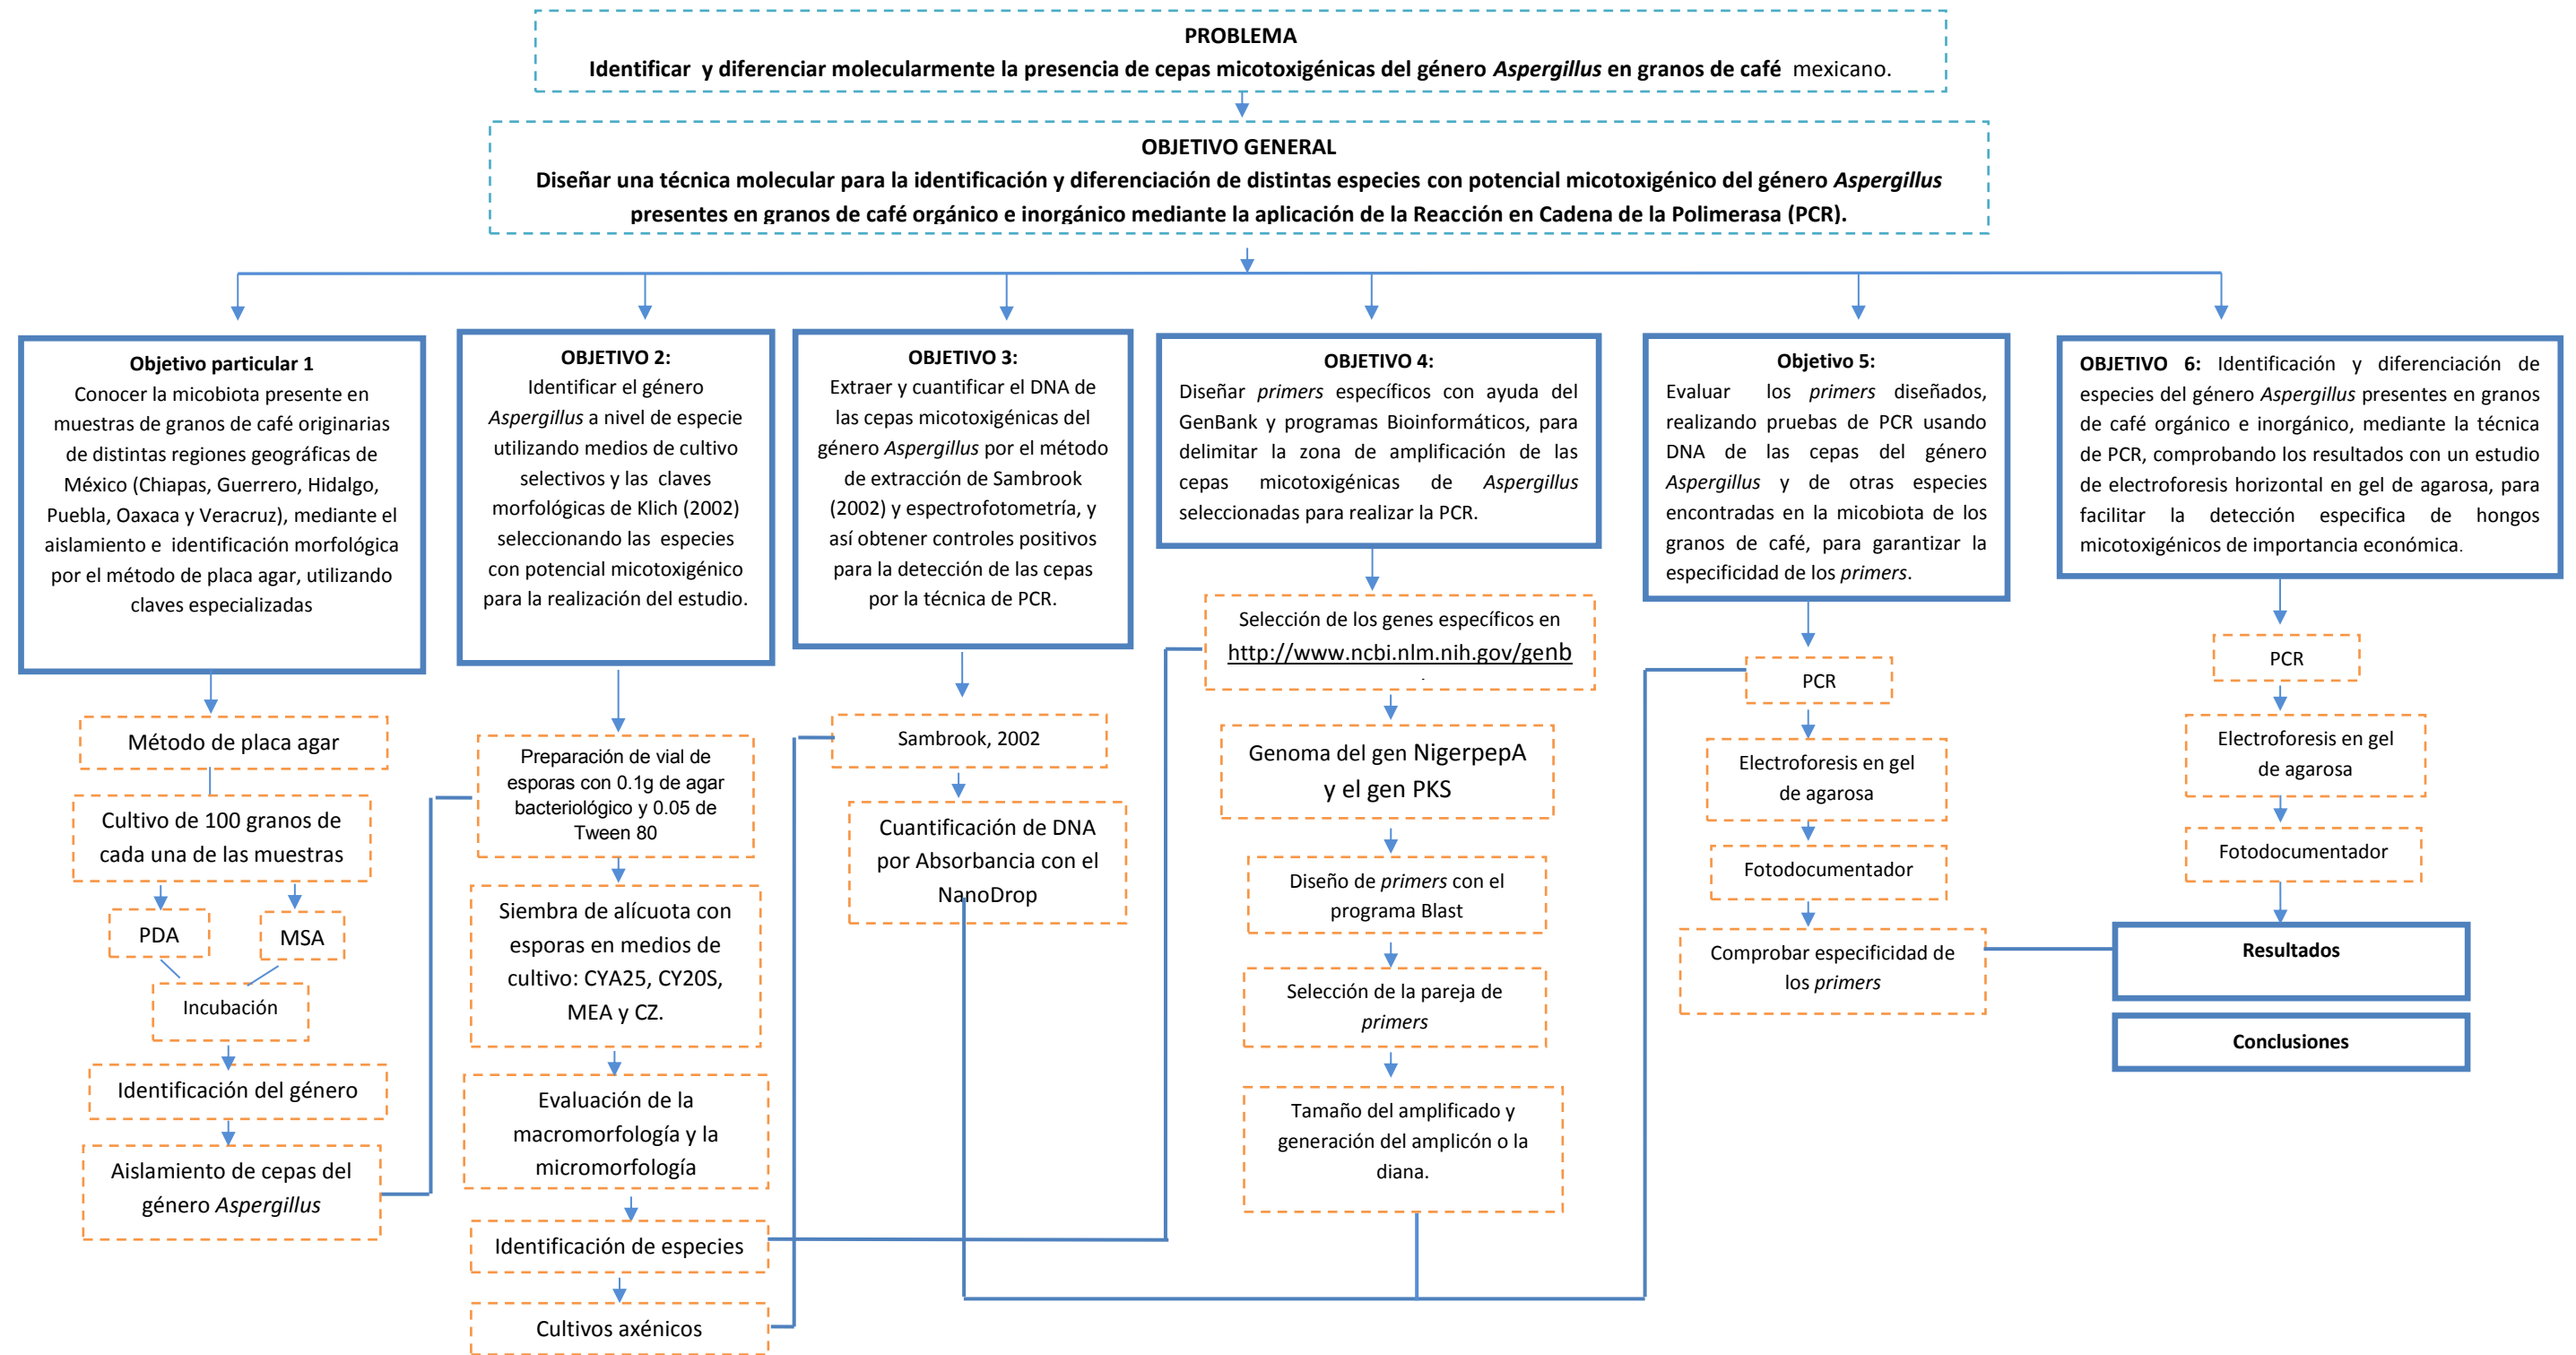 PROBLEMA
Identificar y diferenciar molecularmente la presencia de cepas micotoxigénicas del género Aspergillus en granos de café mexicano.
OBJETIVO GENERAL
Diseñar una técnica molecular para la identificación y diferenciación de distintas especies con potencial micotoxigénico del género Aspergillus
presentes en granos de café orgánico e inorgánico mediante la aplicación de la Reacción en Cadena de la Polimerasa (PCR).
Objetivo particular 1
Conocer la micobiota presente en
muestras de granos de café originarias
de distintas regiones geográficas de
México (Chiapas, Guerrero, Hidalgo,
Puebla, Oaxaca y Veracruz), mediante el
aislamiento e identificación morfológica
por el método de placa agar, utilizando
claves especializadas
Método de placa agar
Cultivo de 100 granos de
cada una de las muestras
PDA
MSA
Incubación
Identificación del género
Aislamiento de cepas del
género Aspergillus
OBJETIVO 2:
Identificar el género
Aspergillus a nivel de especie
utilizando medios de cultivo
selectivos y las claves
morfológicas de Klich (2002)
seleccionando las especies
con potencial micotoxigénico
para la realización del estudio.
Preparación de vial de
esporas con 0.1g de agar
bacteriológico y 0.05 de
Tween 80
Siembra de alícuota con
esporas en medios de
cultivo: CYA25, CY20S,
MEA y CZ.
Evaluación de la
macromorfología y la
micromorfología
Identificación de especies
Cultivos axénicos
OBJETIVO 3:
Extraer y cuantificar el DNA de
las cepas micotoxigénicas del
género Aspergillus por el método
de extracción de Sambrook
(2002) y espectrofotometría, y
así obtener controles positivos
para la detección de las cepas
por la técnica de PCR.
Sambrook, 2002
Cuantificación de DNA
por Absorbancia con el
NanoDrop
OBJETIVO 4:
Diseñar primers específicos con ayuda del
GenBank y programas Bioinformáticos, para
delimitar la zona de amplificación de las
cepas micotoxigénicas de Aspergillus
seleccionadas para realizar la PCR.
Selección de los genes específicos en
http://www.ncbi.nlm.nih.gov/genb
Genoma del gen NigerpepA
y el gen PKS
Diseño de primers con el
programa Blast
Selección de la pareja de
primers
Tamaño del amplificado y
generación del amplicón o la
diana.
Objetivo 5:
Evaluar los primers diseñados,
realizando pruebas de PCR usando
DNA de las cepas del género
Aspergillus y de otras especies
encontradas en la micobiota de los
granos de café, para garantizar la
especificidad de los primers.
PCR
Electroforesis en gel
de agarosa
Fotodocumentador
Comprobar especificidad de
los primers
OBJETIVO 6: Identificación y diferenciación de
especies del género Aspergillus presentes en granos
de café orgánico e inorgánico, mediante la técnica
de PCR, comprobando los resultados con un estudio
de electroforesis horizontal en gel de agarosa, para
facilitar la detección especifica de hongos
micotoxigénicos de importancia económica.
PCR
Electroforesis en gel
de agarosa
Fotodocumentador
Resultados
Conclusiones